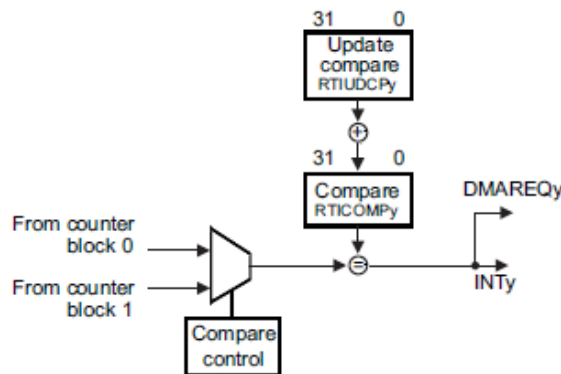 31 0
Update
compare
RTIUDCPy
+
31 0
Compare
RTICOMPy
DMAREQy
From counter
block 0
=
INTy
From counter
block 1
Compare
control